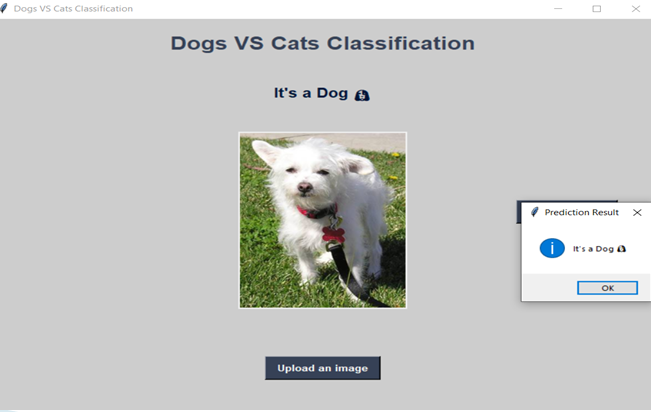 Dogs VS Cats Classification
Dogs VS Cats Classification
It's a Dog
Prediction Result
It's a Dog
OK
Upload an image